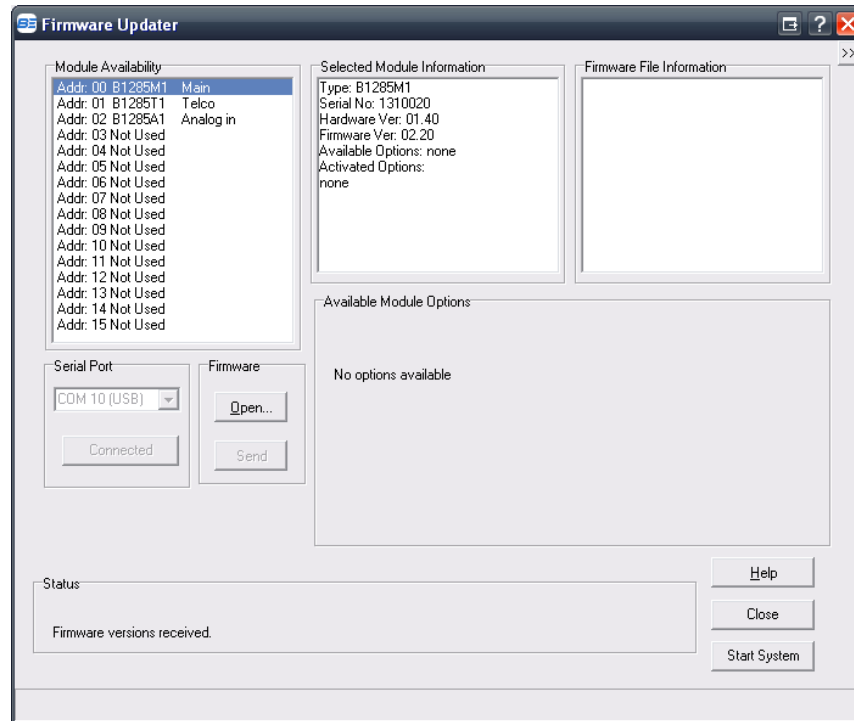 Firmware Updater
Module Availability
Addr: 00 B1285M1 Main
Addr: 01 B1285T1 Telco
Addr: 02 B1285A1 Analog in
Addr: 03 Not Used
Addr: 04 Not Used
Addr: 05 Not Used
Addr: 06 Not Used
Addr: 07 Not Used
Addr: 08 Not Used
Addr: 09 Not Used
Addr: 10 Not Used
Addr: 11 Not Used
Addr: 12 Not Used
Addr: 13 Not Used
Addr: 14 Not Used
Addr: 15 Not Used
Selected Module Information
Type: B1285M1
Serial No: 1310020
Hardware Ver: 01.40
Firmware Ver: 02.20
Available Options: none
Activated Options:
none
Firmware File Information
Available Module Options
No options available
Serial Port
COM 10 (USB)
Connected
Firmware
Open...
Send
Status
Firmware versions received.
Help
Close
Start System